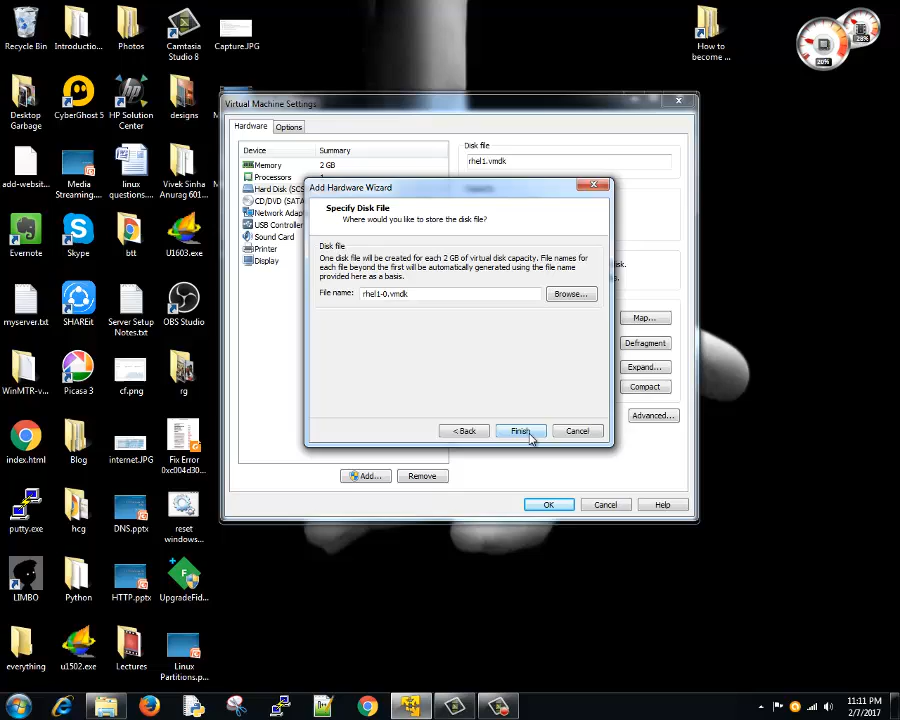 Recycle Bin
Introduction...
Photos
Camtasia
Studio 8
Capture.JPG
How to
become ...
20%
28%
Desktop
Garbage
CyberGhost 5
HP Solution
Center
designs
add-website...
Media
Streaming....
linux
questions....
Vivek Sinha
Anurag 601...
Evernote
Skype
btt
U1603.exe
myserver.txt
SHAREit
Server Setup
Notes.txt
OBS Studio
WinMTR-v...
Picasa 3
cf.png
rg
index.html
Blog
internet.JPG
Fix Error
0xc004d30...
putty.exe
hcg
DNS.pptx
reset
windows...
LIMBO
Python
HTTP.pptx
UpgradeFid...
everything
u1502.exe
Lectures
Linux
Partitions.p...
Virtual Machine Settings
Hardware
Options
Device
Summary
Memory
2 GB
Processors
Hard Disk (SCS
CD/DVD (SATA
Network Adap
USB Controller
Sound Card
Printer
Display
Disk file
rhel1.vmdk
disk.
Map...
Defragment
Expand...
Compact
Advanced...
Add...
Remove
OK
Cancel
Help
Add Hardware Wizard
Specify Disk File
Where would you like to store the disk file?
Disk file
One disk file will be created for each 2 GB of virtual disk capacity. File names for
each file beyond the first will be automatically generated using the file name
provided here as a basis.
File name:
rhel1-0.vmdk
Browse...
< Back
Finish
Cancel
11:11 PM
2/7/2017